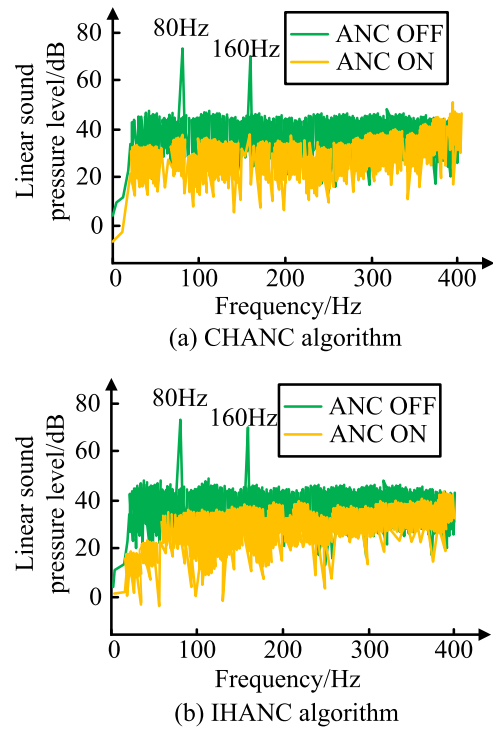 80
80Hz
160Hz
ANC OFF
ANC ON
60
40
20
0
Linear sound
pressure level/dB
0 100 200 300 400
Frequency/Hz
(a) CHANC algorithm
80
80Hz
160Hz
ANC OFF
ANC ON
60
40
20
0
Linear sound
pressure level/dB
0 100 200 300 400
Frequency/Hz
(b) IHANC algorithm